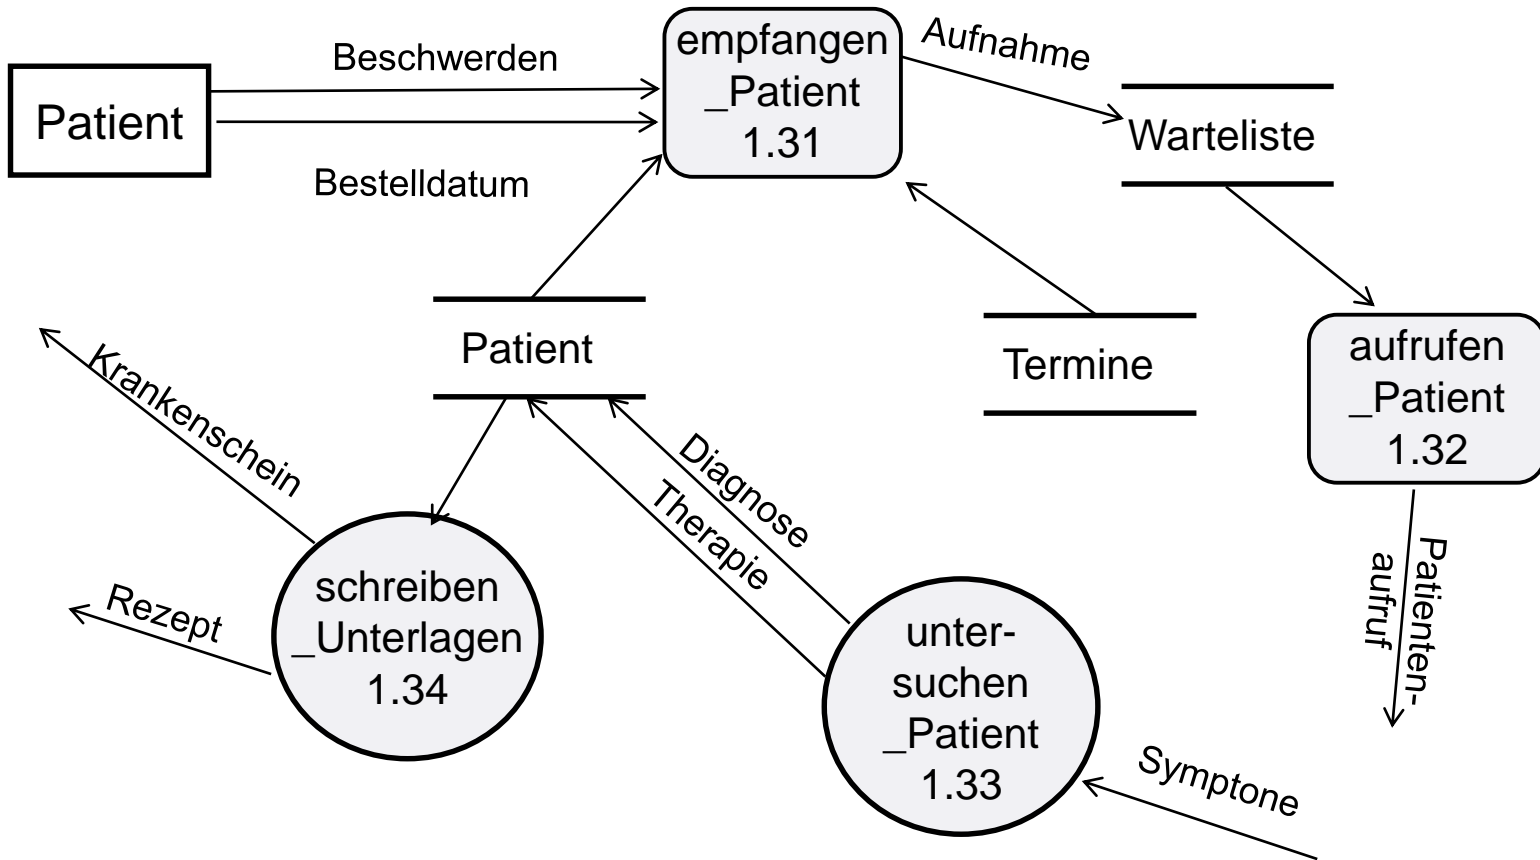 Patient
Beschwerden
Bestelldatum
empfangen
_Patient
1.31
Aufnahme
Warteliste
Patient
Termine
aufrufen
_Patient
1.32
Krankenschein
Diagnose
Therapie
Patienten-
aufruf
Rezept
schreiben
_Unterlagen
1.34
unter-
suchen
_Patient
1.33
Symptone